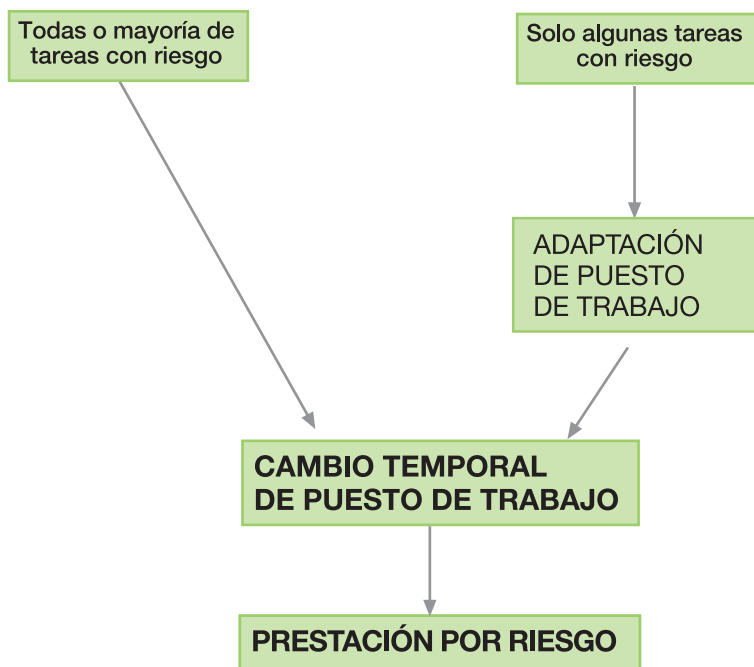 Todas o mayoría de
tareas con riesgo
Solo algunas tareas
con riesgo
ADAPTACIÓN
DE PUESTO
DE TRABAJO
CAMBIO TEMPORAL
DE PUESTO DE TRABAJO
PRESTACIÓN POR RIESGO